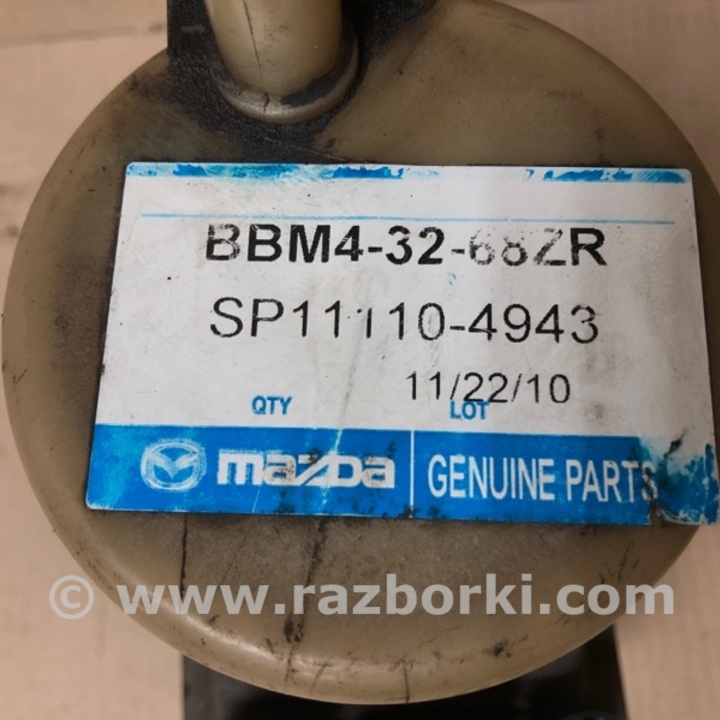 BBM4-32-68ZR
SP11110-4943
11/22/10
QTY LOT
mazda GENUINE PARTS
© www.razborki.com